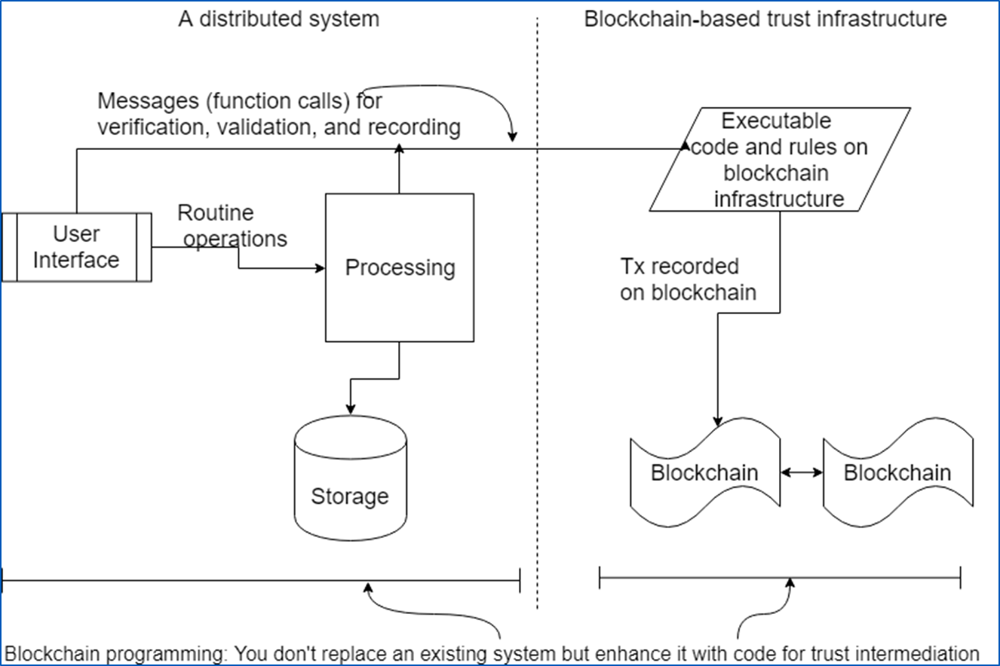 A distributed system
Blockchain-based trust infrastructure
Messages (function calls) for
verification, validation, and recording
Executable
code and rules on
blockchain
infrastructure
Routine
operations
User
Interface
Processing
Tx recorded
on blockchain
Storage
Blockchain
Blockchain
Blockchain programming: You don't replace an existing system but enhance it with code for trust intermediation